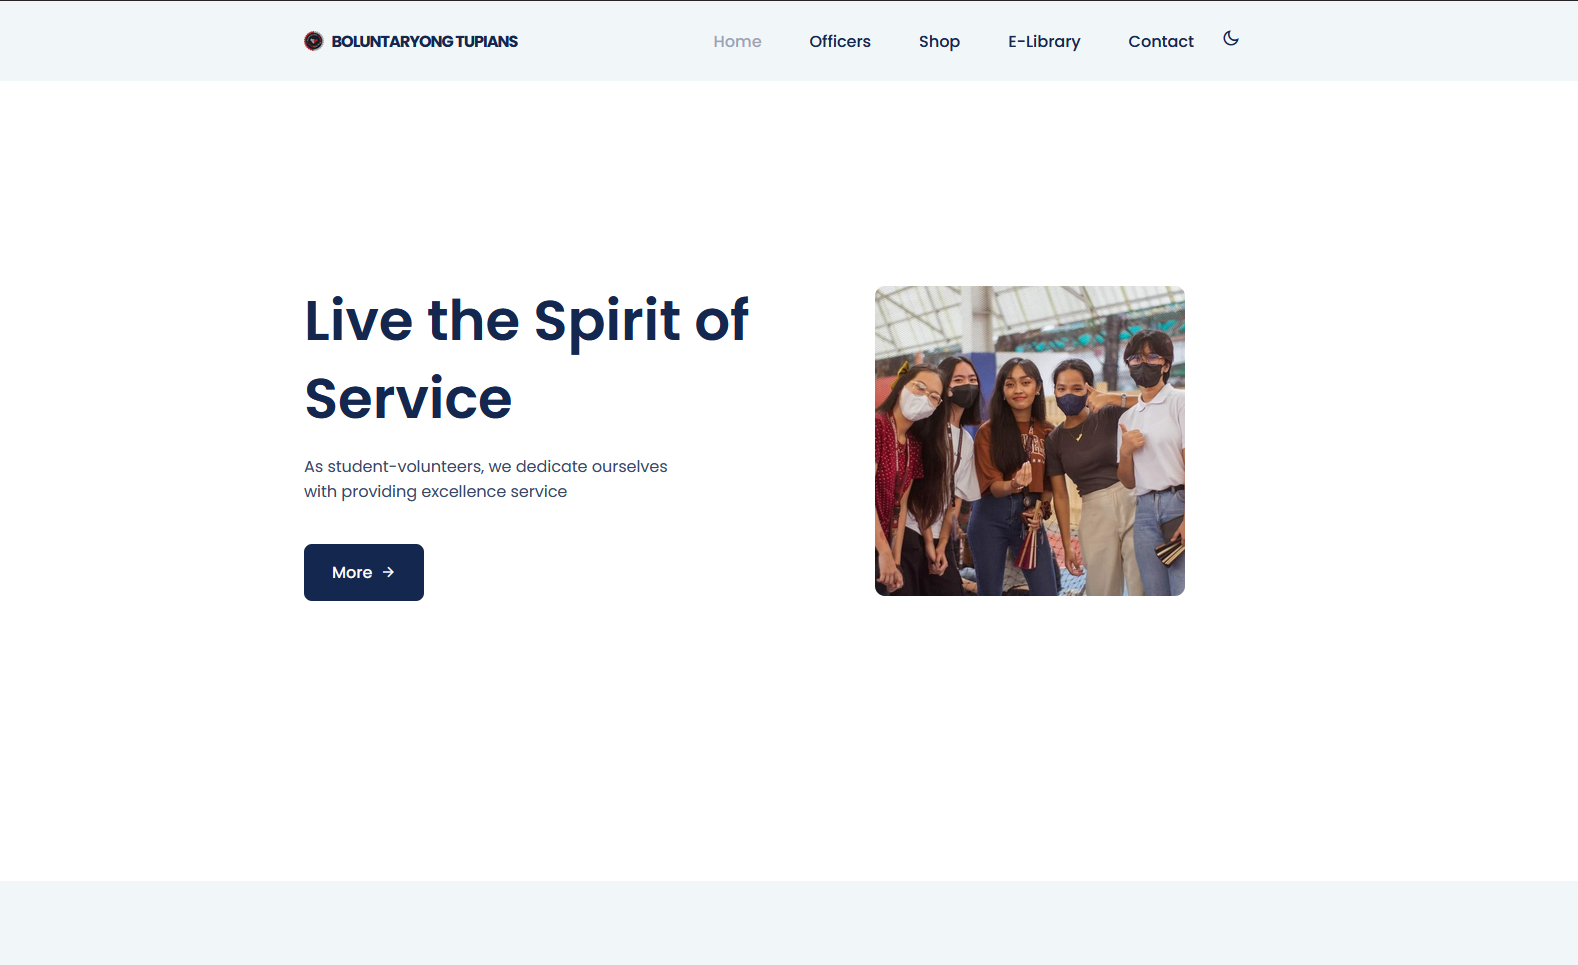 BOLUNTARYONG TUPIANS
Home
Officers
Shop
E-Library
Contact
Live the Spirit of
Service
As student-volunteers, we dedicate ourselves
with providing excellence service
More